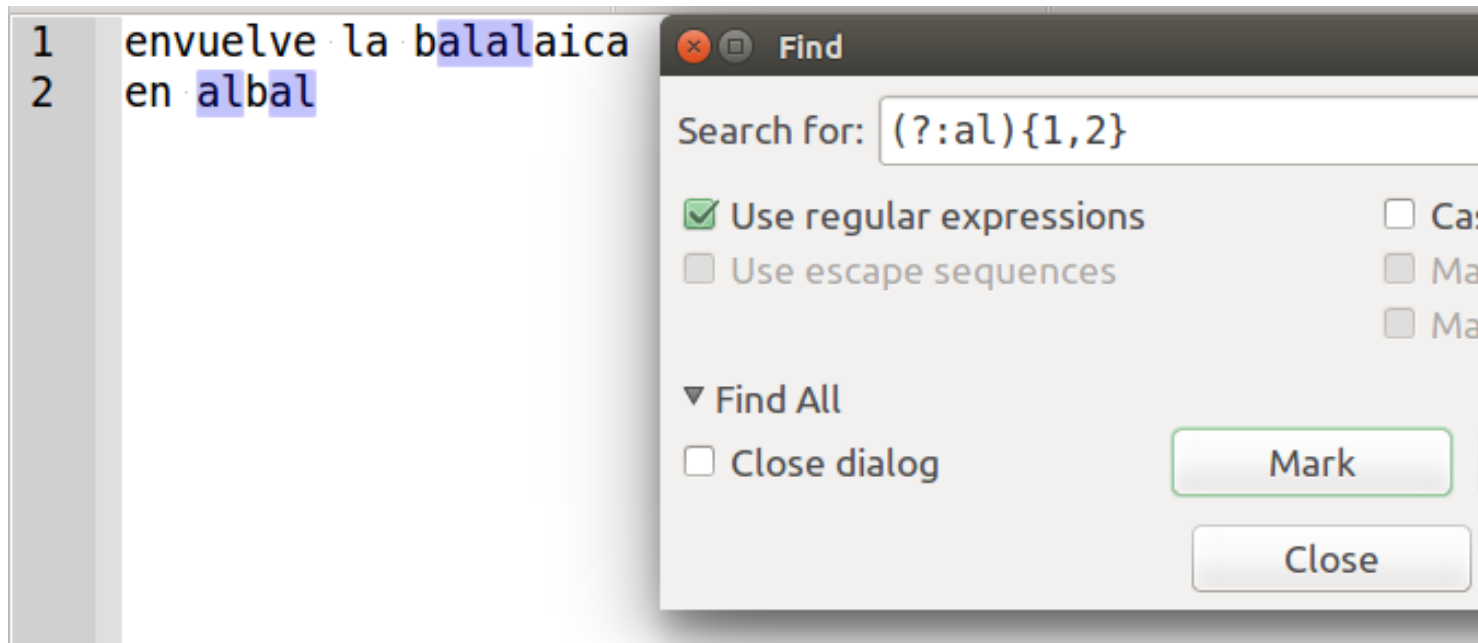 1 envuelve la balalaica
2 en albal
Find
Search for: (?:al){1,2}
Use regular expressions
Use escape sequences
Find All
Close dialog
Mark
Close